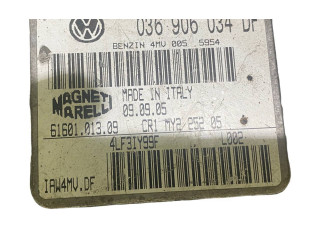 036 906 034 DF
BENZIN 4MV 005 5954
MAGNETI
MARELLI
MADE IN ITALY
09.09.05
61601.013.09 CR1 MY2 252 05
4LF3IY99F L002
IAW4MV.DF